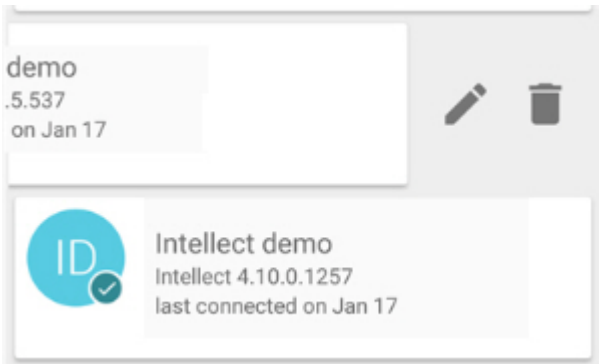 demo
.5.537
on Jan 17
ID
Intellect demo
Intellect 4.10.0.1257
last connected on Jan 17